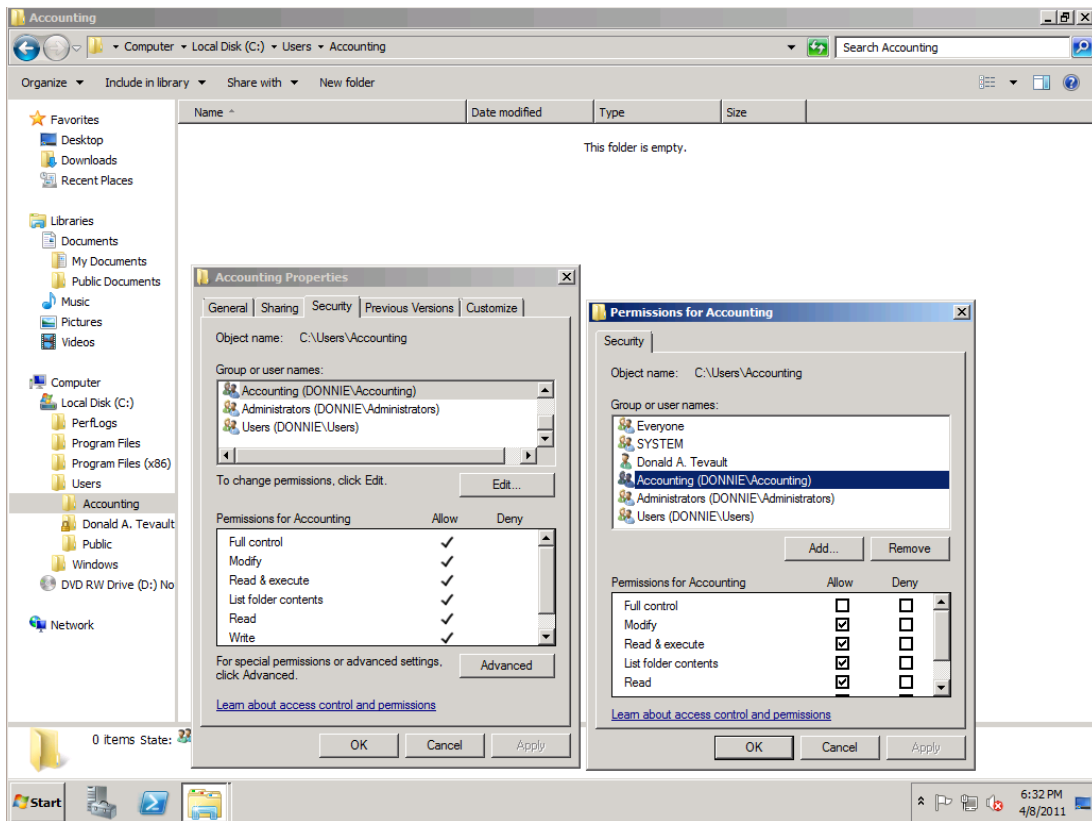 Accounting
Computer Local Disk (C:) Users Accounting
Search Accounting
Organize Include in library Share with New folder
Name Date modified Type Size
This folder is empty.
Favorites
Desktop
Downloads
Recent Places
Libraries
Documents
My Documents
Public Documents
Music
Pictures
Videos
Computer
Local Disk (C:)
PerfLogs
Program Files
Program Files (x86)
Users
Accounting
Donald A. Tevault
Public
Windows
DVD RW Drive (D:) No
Network
Accounting Properties
General Sharing Security Previous Versions Customize
Object name: C:\Users\Accounting
Group or user names:
Accounting (DONNIE\Accounting)
Administrators (DONNIE\Administrators)
Users (DONNIE\Users)
To change permissions, click Edit.
Edit...
Permissions for Accounting Allow Deny
Full control
Modify
Read & execute
List folder contents
Read
Write
For special permissions or advanced settings,
click Advanced.
Advanced
Learn about access control and permissions
OK Cancel Apply
Permissions for Accounting
Security
Object name: C:\Users\Accounting
Group or user names:
Everyone
SYSTEM
Donald A. Tevault
Accounting (DONNIE\Accounting)
Administrators (DONNIE\Administrators)
Users (DONNIE\Users)
Add... Remove
Permissions for Accounting Allow Deny
Full control
Modify
Read & execute
List folder contents
Read
Learn about access control and permissions
OK Cancel Apply
0 items State:
Start
6:32 PM
4/8/2011